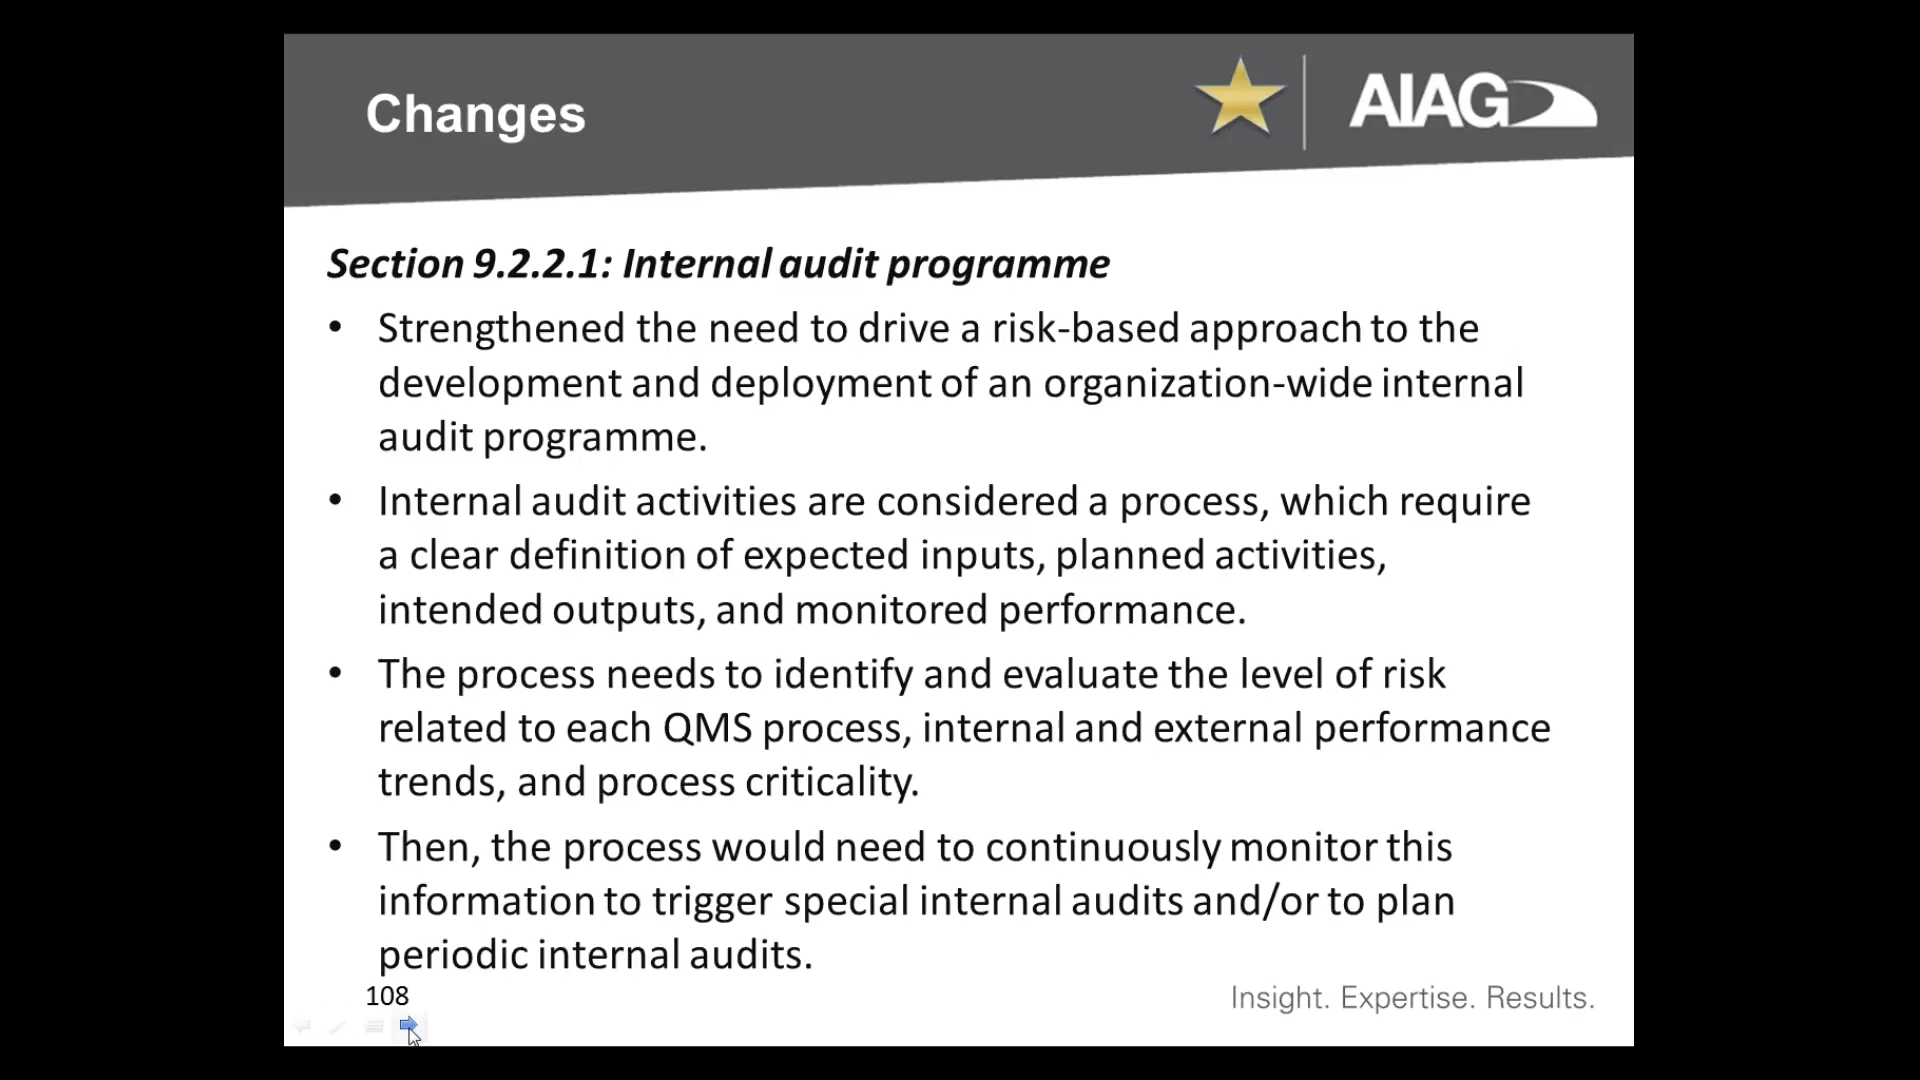 Changes
AIAG
Section 9.2.2.1: Internal audit programme
• Strengthened the need to drive a risk-based approach to the
development and deployment of an organization-wide internal
audit programme.
• Internal audit activities are considered a process, which require
a clear definition of expected inputs, planned activities,
intended outputs, and monitored performance.
• The process needs to identify and evaluate the level of risk
related to each QMS process, internal and external performance
trends, and process criticality.
• Then, the process would need to continuously monitor this
information to trigger special internal audits and/or to plan
periodic internal audits.
108
Insight. Expertise. Results.